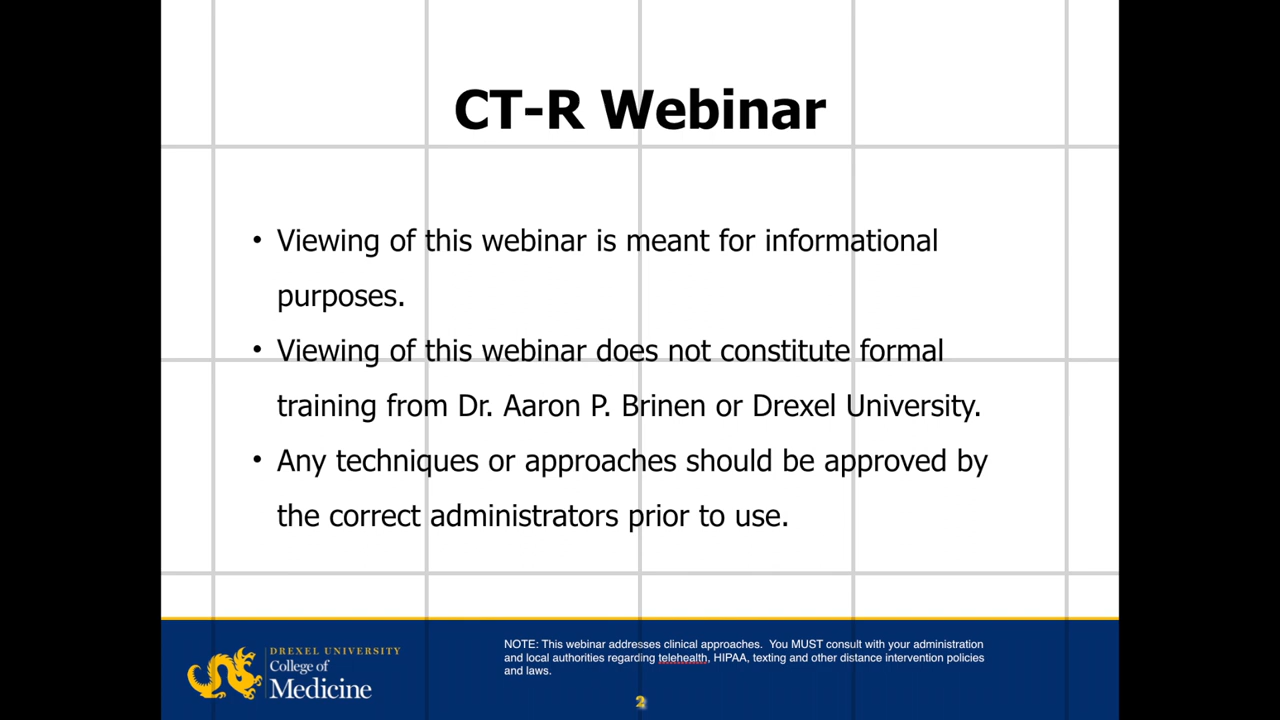 CT-R Webinar
• Viewing of this webinar is meant for informational
purposes.
• Viewing of this webinar does not constitute formal
training from Dr. Aaron P. Brinen or Drexel University.
• Any techniques or approaches should be approved by
the correct administrators prior to use.
DREXEL UNIVERSITY
College of
Medicine
NOTE: This webinar addresses clinical approaches.  You MUST consult with your administration
and local authorities regarding telehealth, HIPAA, texting and other distance intervention policies
and laws.
2